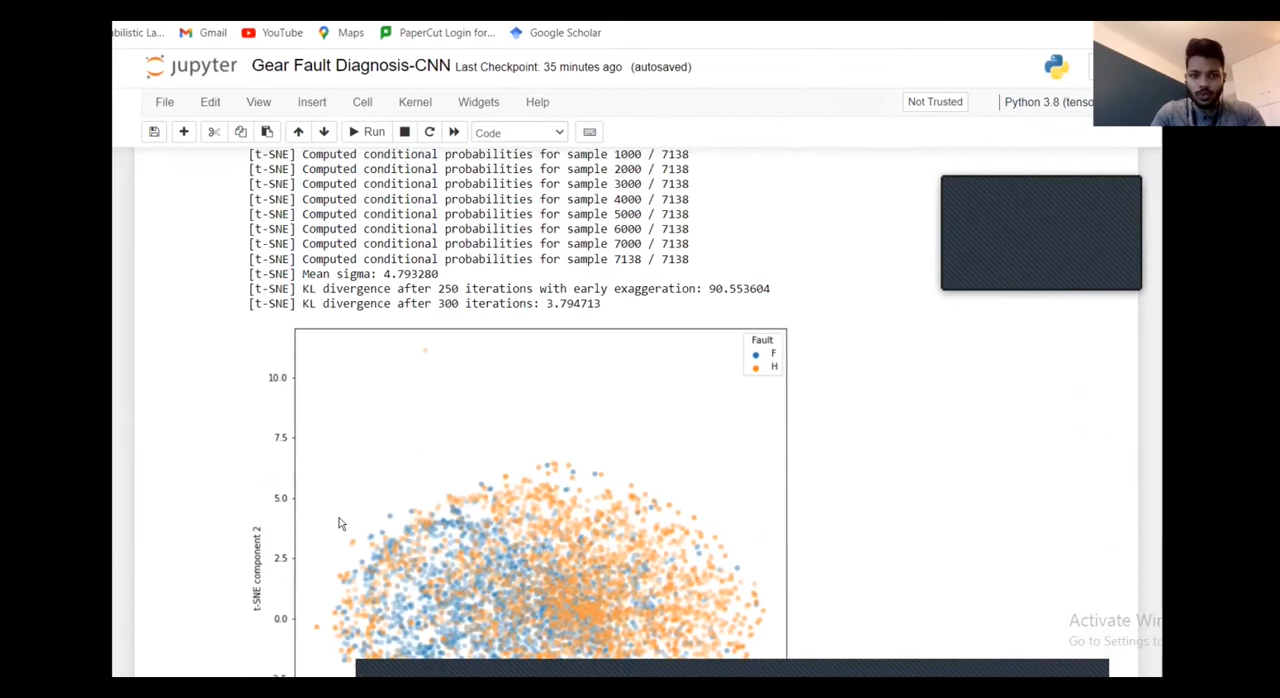 abilistic La... Gmail YouTube Maps PaperCut Login for... Google Scholar
jupyter Gear Fault Diagnosis-CNN Last Checkpoint: 35 minutes ago (autosaved)
File Edit View Insert Cell Kernel Widgets Help Not Trusted Python 3.8 (tenso
Run Code
[t-SNE] Computed conditional probabilities for sample 1000 / 7138
[t-SNE] Computed conditional probabilities for sample 2000 / 7138
[t-SNE] Computed conditional probabilities for sample 3000 / 7138
[t-SNE] Computed conditional probabilities for sample 4000 / 7138
[t-SNE] Computed conditional probabilities for sample 5000 / 7138
[t-SNE] Computed conditional probabilities for sample 6000 / 7138
[t-SNE] Computed conditional probabilities for sample 7000 / 7138
[t-SNE] Computed conditional probabilities for sample 7138 / 7138
[t-SNE] Mean sigma: 4.793280
[t-SNE] KL divergence after 250 iterations with early exaggeration: 90.553604
[t-SNE] KL divergence after 300 iterations: 3.794713
Fault
F
H
10.0
7.5
5.0
2.5
0.0
t-SNE component 2
Activate Wi
Go to Settings to